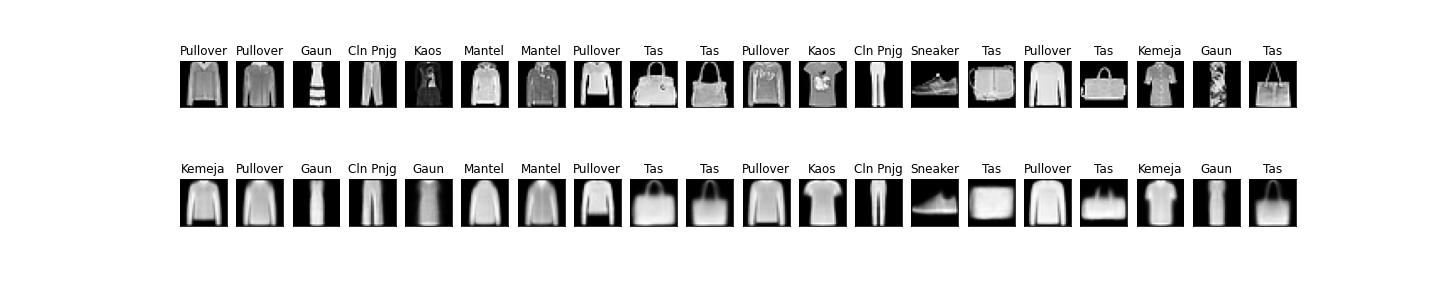 Pullover Pullover Gaun Cln Pnjg Kaos Mantel Mantel Pullover Tas Tas Pullover Kaos Cln Pnjg Sneaker Tas Pullover Tas Kemeja Gaun Tas
Kemeja Pullover Gaun Cln Pnjg Gaun Mantel Mantel Pullover Tas Tas Pullover Kaos Cln Pnjg Sneaker Tas Pullover Tas Kemeja Gaun Tas